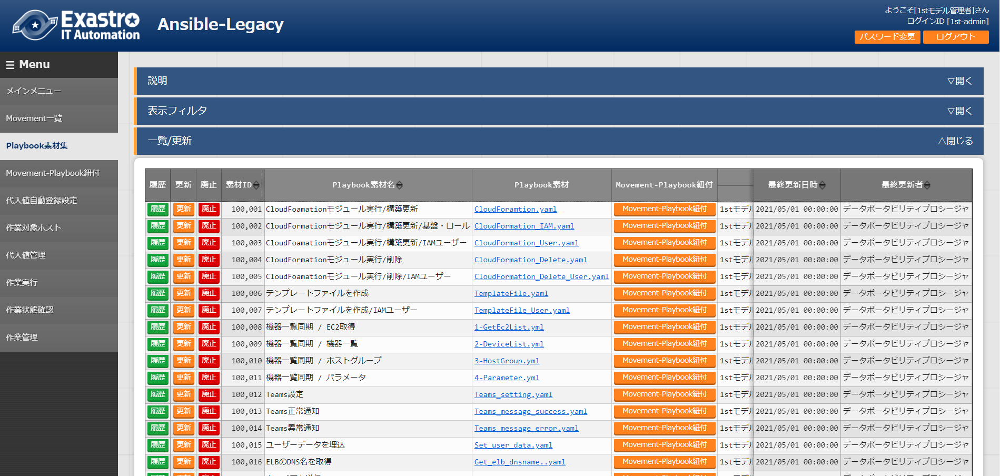 Exastro
IT Automation
Ansible-Legacy
ようこそ[1stモデル管理者]さん
ログインID [1st-admin]
パスワード変更 ログアウト
Menu
メインメニュー
Movement一覧
Playbook素材集
Movement-Playbook紐付
代入値自動登録設定
作業対象ホスト
代入値管理
作業実行
作業状態確認
作業管理
説明 ▽開く
表示フィルタ ▽開く
一覧/更新 △閉じる
履歴 更新 廃止 素材ID Playbook素材名 Playbook素材 Movement-Playbook紐付 最終更新日時 最終更新者
履歴 更新 廃止 100,001 CloudFoamationモジュール実行/構築更新 CloudForamtion.yaml Movement-Playbook紐付 1stモデル 2021/05/01 00:00:00 データポータビリティプロシージャ
履歴 更新 廃止 100,002 CloudFormationモジュール実行/構築更新/基盤・ロール CloudFormation_IAM.yaml Movement-Playbook紐付 1stモデル 2021/05/01 00:00:00 データポータビリティプロシージャ
履歴 更新 廃止 100,003 CloudFoamationモジュール実行/構築更新/IAMユーザー CloudFormation_User.yaml Movement-Playbook紐付 1stモデル 2021/05/01 00:00:00 データポータビリティプロシージャ
履歴 更新 廃止 100,004 CloudFormationモジュール実行/削除 CloudFormation_Delete.yaml Movement-Playbook紐付 1stモデル 2021/05/01 00:00:00 データポータビリティプロシージャ
履歴 更新 廃止 100,005 CloudFoamationモジュール実行/削除/IAMユーザー CloudFormation_Delete_User.yaml Movement-Playbook紐付 1stモデル 2021/05/01 00:00:00 データポータビリティプロシージャ
履歴 更新 廃止 100,006 テンプレートファイルを作成 TemplateFile.yaml Movement-Playbook紐付 1stモデル 2021/05/01 00:00:00 データポータビリティプロシージャ
履歴 更新 廃止 100,007 テンプレートファイルを作成/IAMユーザー TemplateFile_User.yaml Movement-Playbook紐付 1stモデル 2021/05/01 00:00:00 データポータビリティプロシージャ
履歴 更新 廃止 100,008 機器一覧同期 / EC2取得 1-GetEc2List.yml Movement-Playbook紐付 1stモデル 2021/05/01 00:00:00 データポータビリティプロシージャ
履歴 更新 廃止 100,009 機器一覧同期 / 機器一覧 2-DeviceList.yml Movement-Playbook紐付 1stモデル 2021/05/01 00:00:00 データポータビリティプロシージャ
履歴 更新 廃止 100,010 機器一覧同期 / ホストグループ 3-HostGroup.yml Movement-Playbook紐付 1stモデル 2021/05/01 00:00:00 データポータビリティプロシージャ
履歴 更新 廃止 100,011 機器一覧同期 / パラメータ 4-Parameter.yml Movement-Playbook紐付 1stモデル 2021/05/01 00:00:00 データポータビリティプロシージャ
履歴 更新 廃止 100,012 Teams設定 Teams_setting.yaml Movement-Playbook紐付 1stモデル 2021/05/01 00:00:00 データポータビリティプロシージャ
履歴 更新 廃止 100,013 Teams正常通知 Teams_message_success.yaml Movement-Playbook紐付 1stモデル 2021/05/01 00:00:00 データポータビリティプロシージャ
履歴 更新 廃止 100,014 Teams異常通知 Teams_message_error.yaml Movement-Playbook紐付 1stモデル 2021/05/01 00:00:00 データポータビリティプロシージャ
履歴 更新 廃止 100,015 ユーザーデータを埋込 Set_user_data.yaml Movement-Playbook紐付 1stモデル 2021/05/01 00:00:00 データポータビリティプロシージャ
履歴 更新 廃止 100,016 ELBのDNS名を取得 Get_elb_dnsname..yaml Movement-Playbook紐付 1stモデル 2021/05/01 00:00:00 データポータビリティプロシージャ